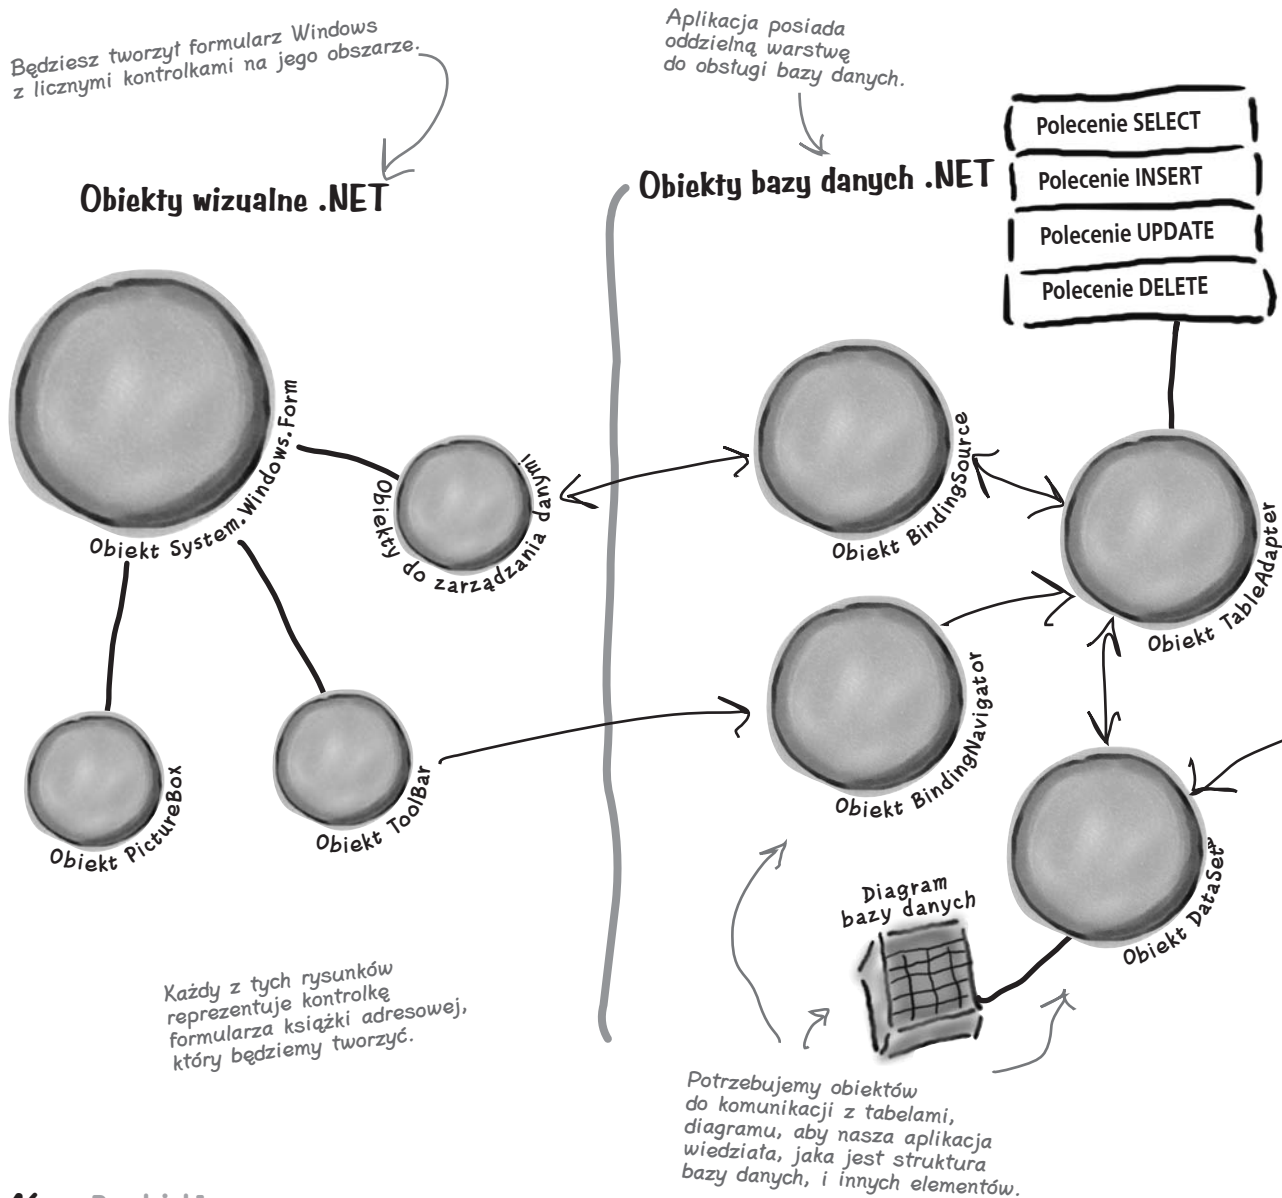 Będziesz tworzył formularz Windows
z licznymi kontrolkami na jego obszarze.
Aplikacja posiada
oddzielną warstwę
do obsługi bazy danych.
Obiekty wizualne .NET
Obiekty bazy danych .NET
Polecenie SELECT
Polecenie INSERT
Polecenie UPDATE
Polecenie DELETE
Obiekt System.Windows.Form
Obiekty do zarządzania danymi
Obiekt BindingSource
Obiekt TableAdapter
Obiekt PictureBox
Obiekt ToolBar
Obiekt BindingNavigator
Obiekt DataSet
Diagram
bazy danych
Każdy z tych rysunków
reprezentuje kontrolkę
formularza książki adresowej,
który będziemy tworzyć.
Potrzebujemy obiektów
do komunikacji z tabelami,
diagramu, aby nasza aplikacja
wiedziała, jaka jest struktura
bazy danych, i innych elementów.